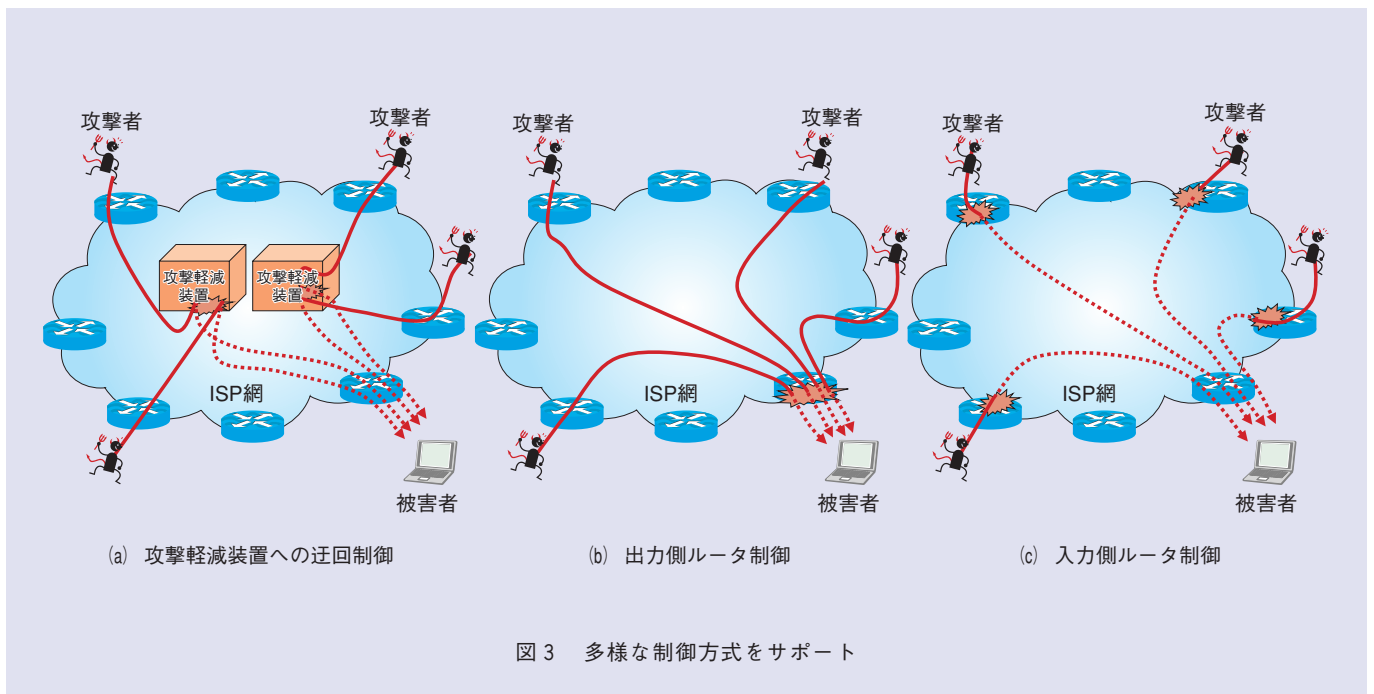 攻撃者
攻撃者
攻撃軽減
装置
攻撃軽減
装置
ISP網
被害者
(a) 攻撃軽減装置への迂回制御
攻撃者
攻撃者
ISP網
被害者
(b) 出力側ルータ制御
攻撃者
攻撃者
ISP網
被害者
(c) 入力側ルータ制御
図3 多様な制御方式をサポート